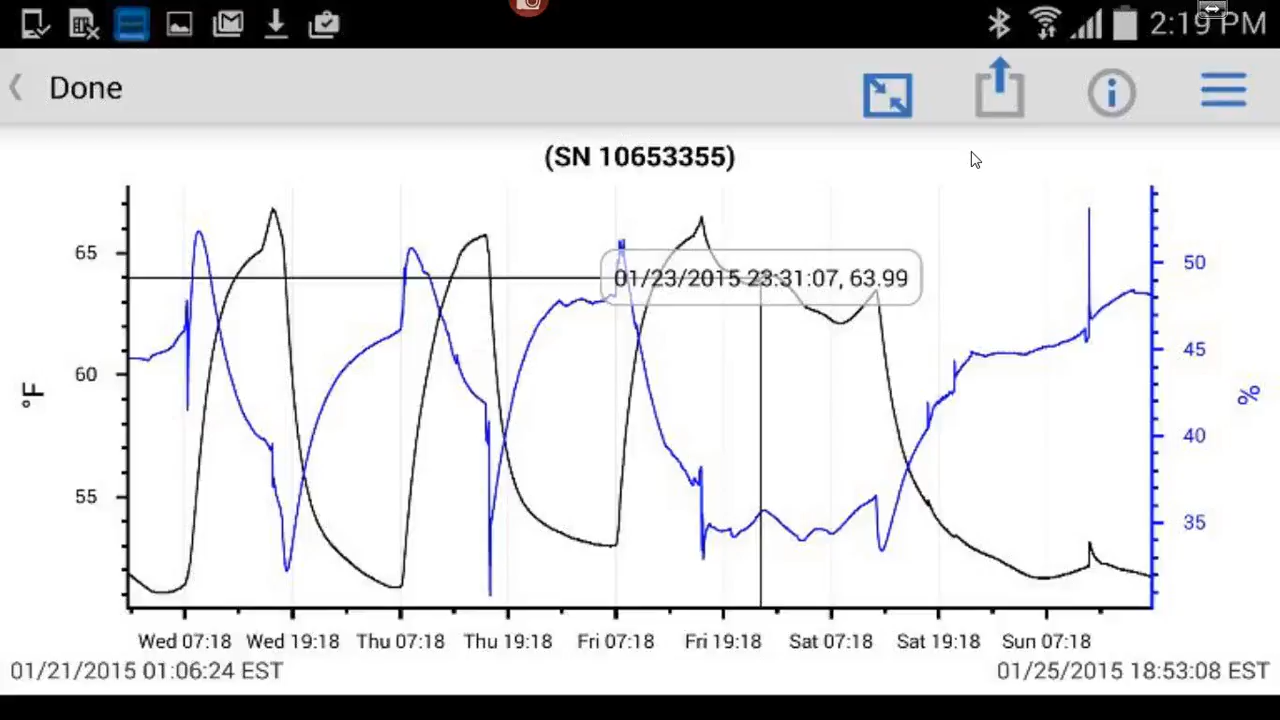 2:19 PM
Done
(SN 10653355)
65
60
55
°F
50
45
40
35
%
01/23/2015 23:31:07, 63.99
Wed 07:18 Wed 19:18 Thu 07:18 Thu 19:18 Fri 07:18 Fri 19:18 Sat 07:18 Sat 19:18 Sun 07:18
01/21/2015 01:06:24 EST
01/25/2015 18:53:08 EST